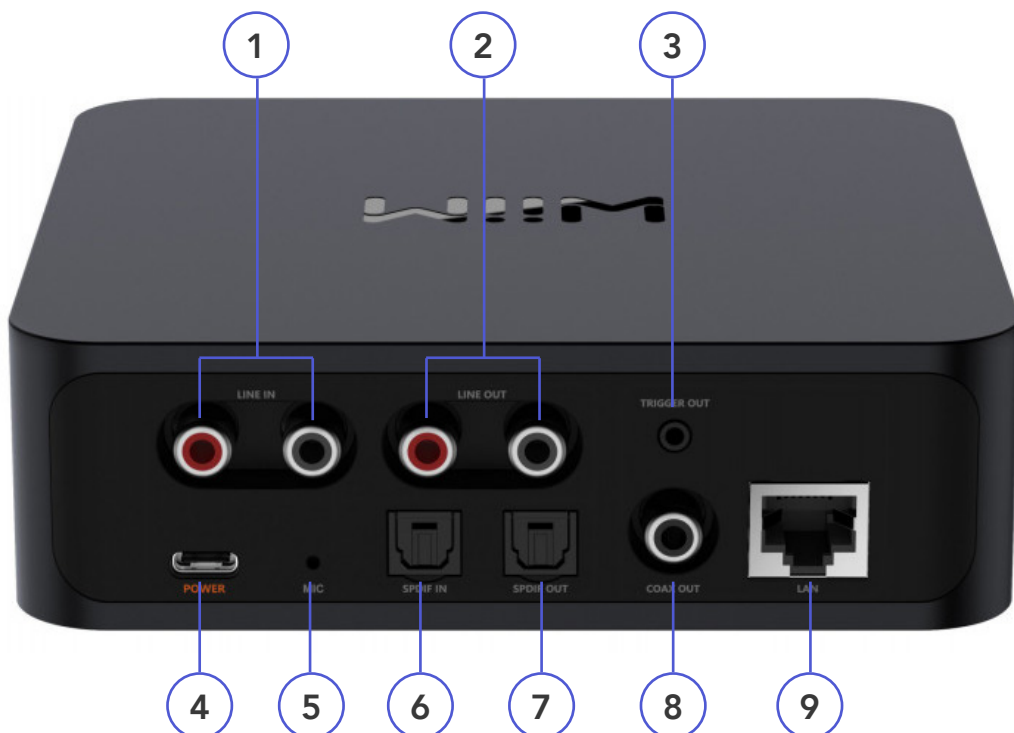 1 2 3
WiiM
LINE IN LINE OUT TRIGGER OUT
POWER MIC SPDIF IN SPDIF OUT COAX OUT LAN
4 5 6 7 8 9